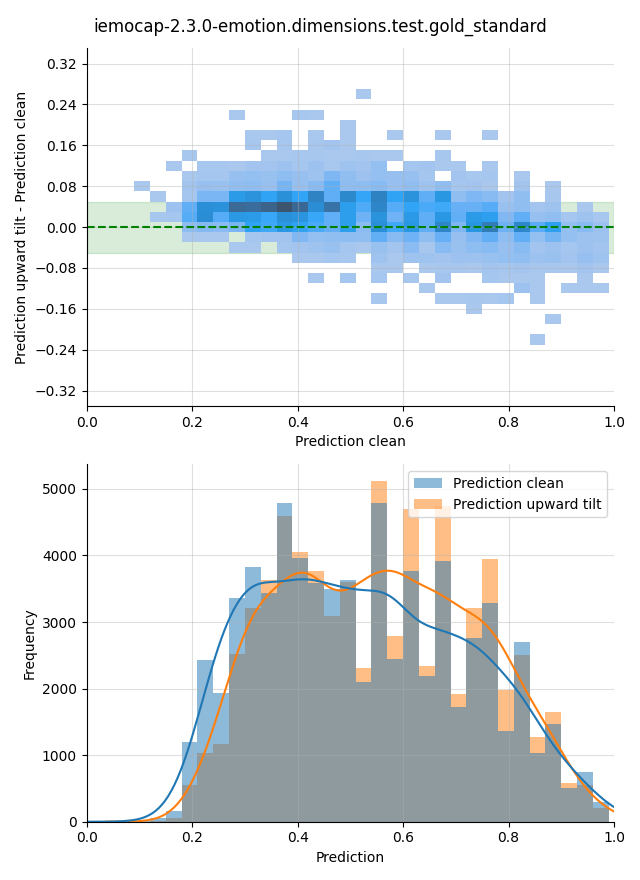 iemocap-2.3.0-emotion.dimensions.test.gold_standard
0.32
0.24
0.16
0.08
0.00
−0.08
−0.16
−0.24
−0.32
Prediction upward tilt - Prediction clean
0.0 0.2 0.4 0.6 0.8 1.0
Prediction clean
Prediction clean
Prediction upward tilt
5000
4000
3000
2000
1000
0
Frequency
0.0 0.2 0.4 0.6 0.8 1.0
Prediction